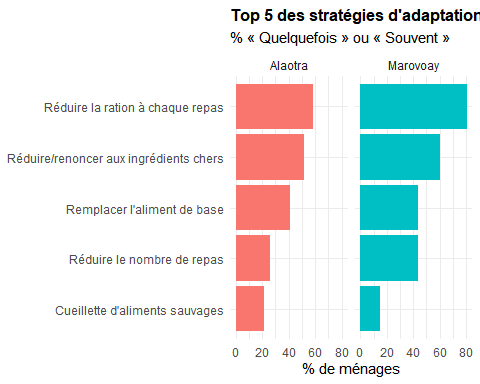 Top 5 des stratégies d'adaptation
% « Quelquefois » ou « Souvent »
Alaotra
Marovoay
Réduire la ration à chaque repas
Réduire/renoncer aux ingrédients chers
Remplacer l'aliment de base
Réduire le nombre de repas
Cueillette d'aliments sauvages
0 20 40 60 80 0 20 40 60 80
% de ménages